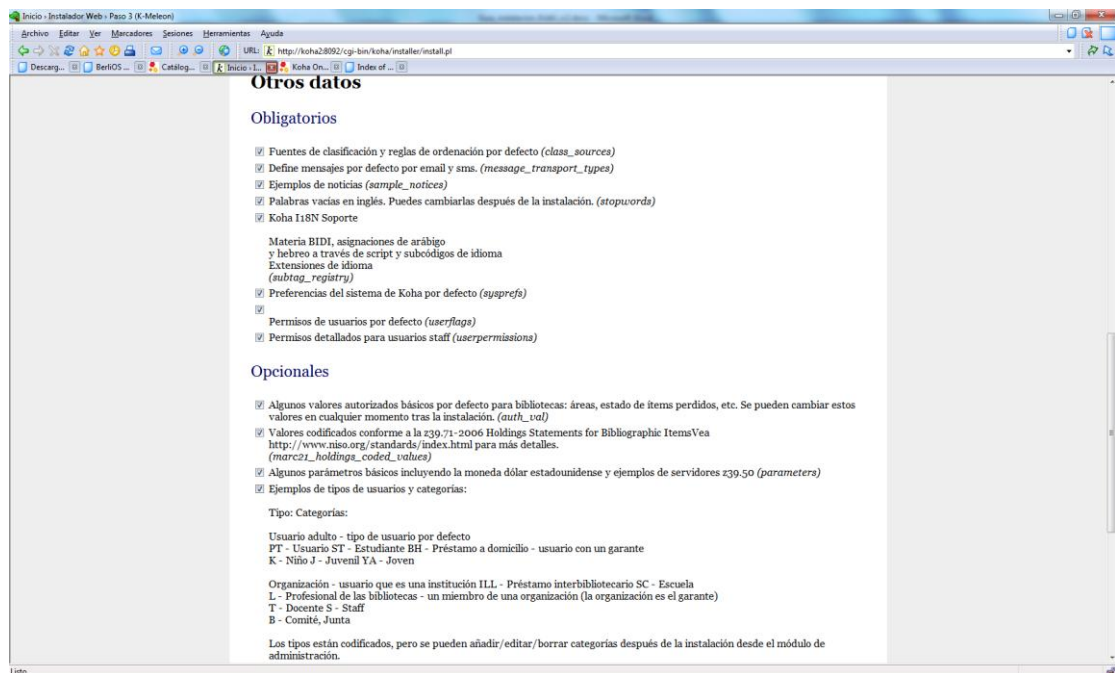 Inicio › Instalador Web › Paso 3 (K-Meleon)
Archivo Editar Ver Marcadores Sesiones Herramientas Ayuda
URL: http://koha2:8092/cgi-bin/koha/installer/install.pl
Descarg... BerliOS ... Catálog... Inicio › I... Koha On... Index of ...
Otros datos
Obligatorios
Fuentes de clasificación y reglas de ordenación por defecto (class_sources)
Define mensajes por defecto por email y sms. (message_transport_types)
Ejemplos de noticias (sample_notices)
Palabras vacías en inglés. Puedes cambiarlas después de la instalación. (stopwords)
Koha I18N Soporte
Materia BIDI, asignaciones de arábigo
y hebreo a través de script y subcódigos de idioma
Extensiones de idioma
(subtag_registry)
Preferencias del sistema de Koha por defecto (sysprefs)
Permisos de usuarios por defecto (userflags)
Permisos detallados para usuarios staff (userpermissions)
Opcionales
Algunos valores autorizados básicos por defecto para bibliotecas: áreas, estado de ítems perdidos, etc. Se pueden cambiar estos
valores en cualquier momento tras la instalación. (auth_val)
Valores codificados conforme a la z39.71-2006 Holdings Statements for Bibliographic ItemsVea
http://www.niso.org/standards/index.html para más detalles.
(marc21_holdings_coded_values)
Algunos parámetros básicos incluyendo la moneda dólar estadounidense y ejemplos de servidores z39.50 (parameters)
Ejemplos de tipos de usuarios y categorías:
Tipo: Categorías:
Usuario adulto - tipo de usuario por defecto
PT - Usuario ST - Estudiante BH - Préstamo a domicilio - usuario con un garante
K - Niño J - Juvenil YA - Joven
Organización - usuario que es una institución ILL - Préstamo interbibliotecario SC - Escuela
L - Profesional de las bibliotecas - un miembro de una organización (la organización es el garante)
T - Docente S - Staff
B - Comité, Junta
Los tipos están codificados, pero se pueden añadir/editar/borrar categorías después de la instalación desde el módulo de
administración.
Listo